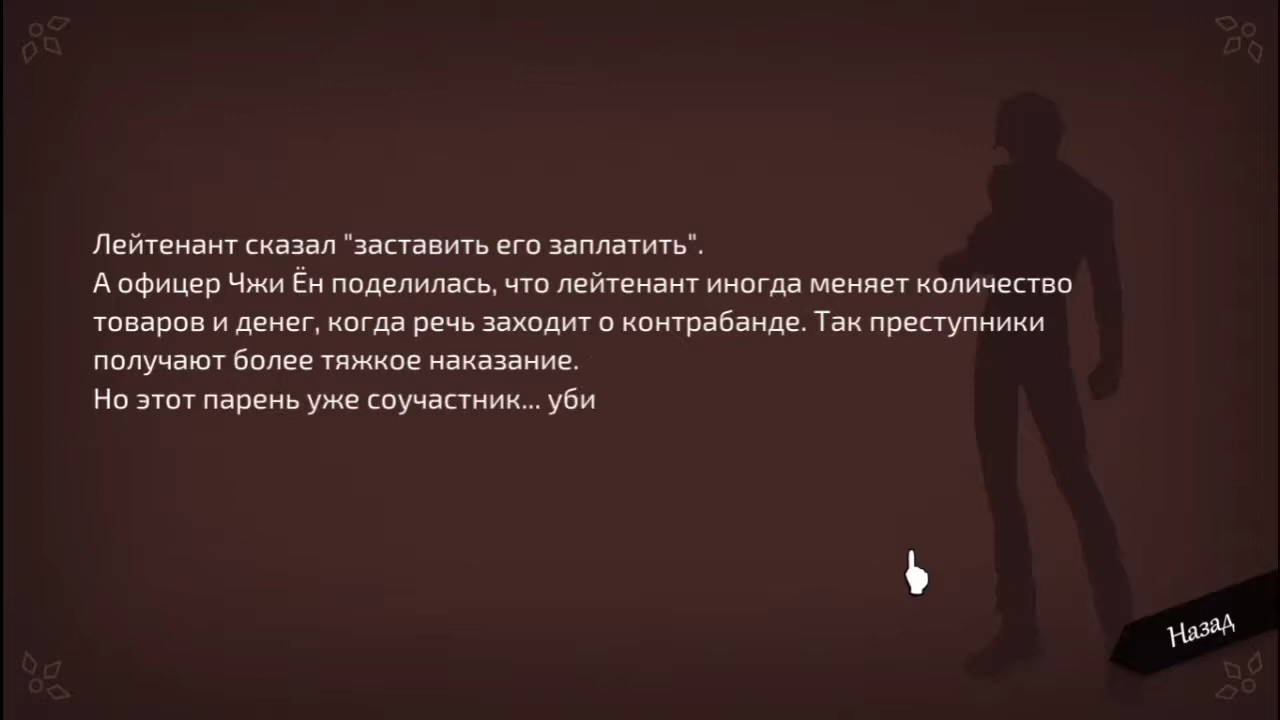 Лейтенант сказал "заставить его заплатить".
А офицер Чжи Ён поделилась, что лейтенант иногда меняет количество
товаров и денег, когда речь заходит о контрабанде. Так преступники
получают более тяжкое наказание.
Но этот парень уже соучастник... уби
Назад